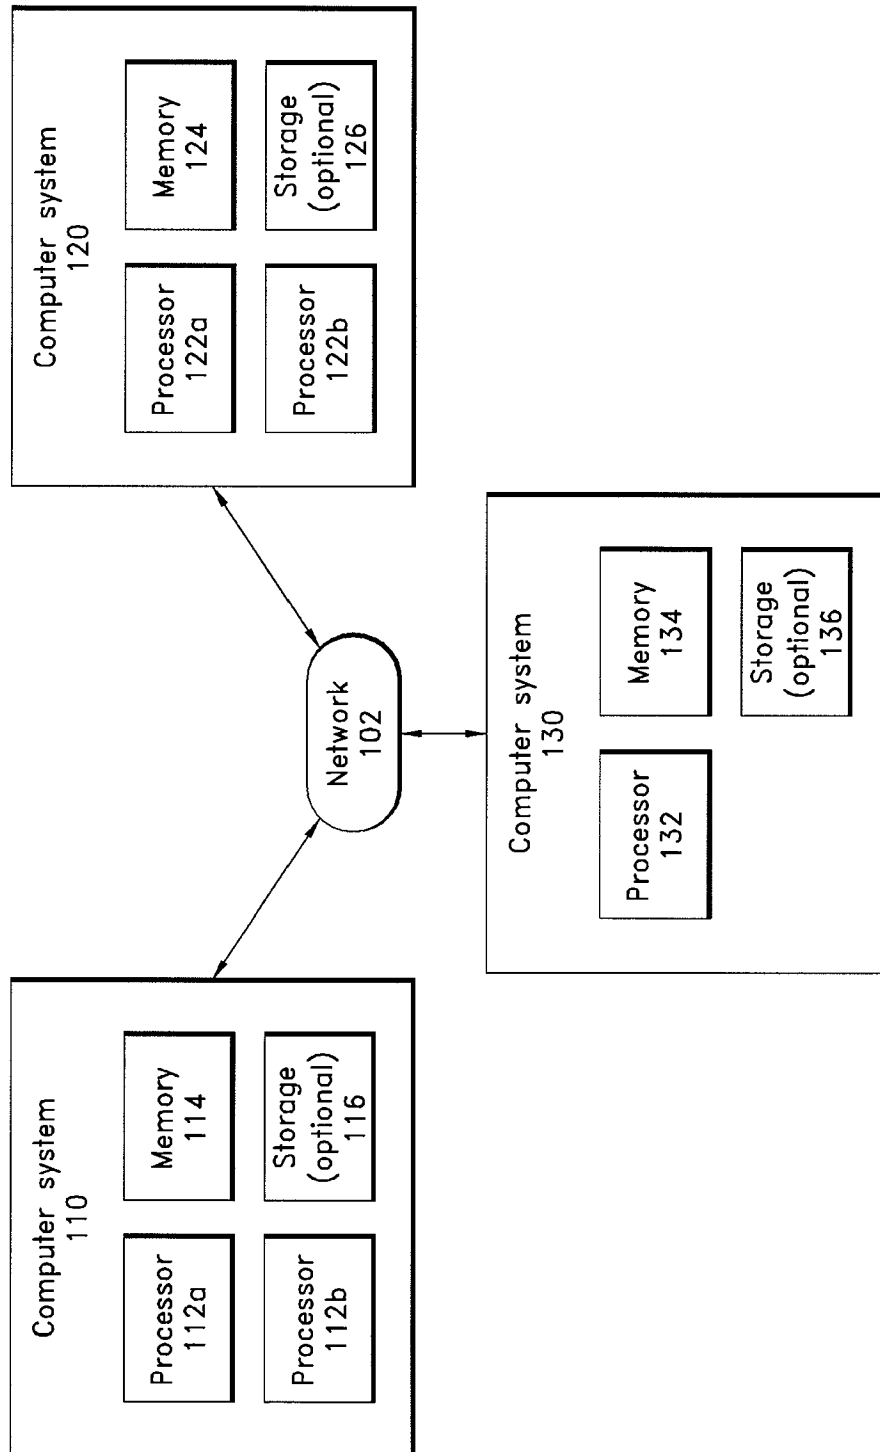 Computer system
110
Processor
112a
Memory
114
Processor
112b
Storage
(optional)
116
Network
102
Computer system
120
Processor
122a
Memory
124
Processor
122b
Storage
(optional)
126
Computer system
130
Processor
132
Memory
134
Storage
(optional)
136